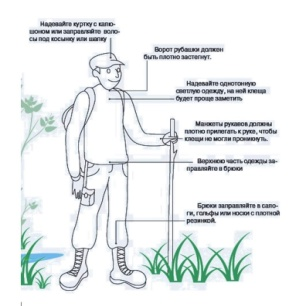 Надевайте куртку с капю-
шоном или заправляйте воло-
сы под косынку или шапку
Ворот рубашки должен
быть плотно застегнут.
Надевайте однотонную
светлую одежду, на ней клеща
будет проще заметить
Манжеты рукавов должны
плотно прилегать к руке, чтобы
клещи не могли проникнуть.
Верхнюю часть одежды за-
правляйте в брюки
Брюки заправляйте в сапо-
ги, гольфы или носки с плотной
резинкой.